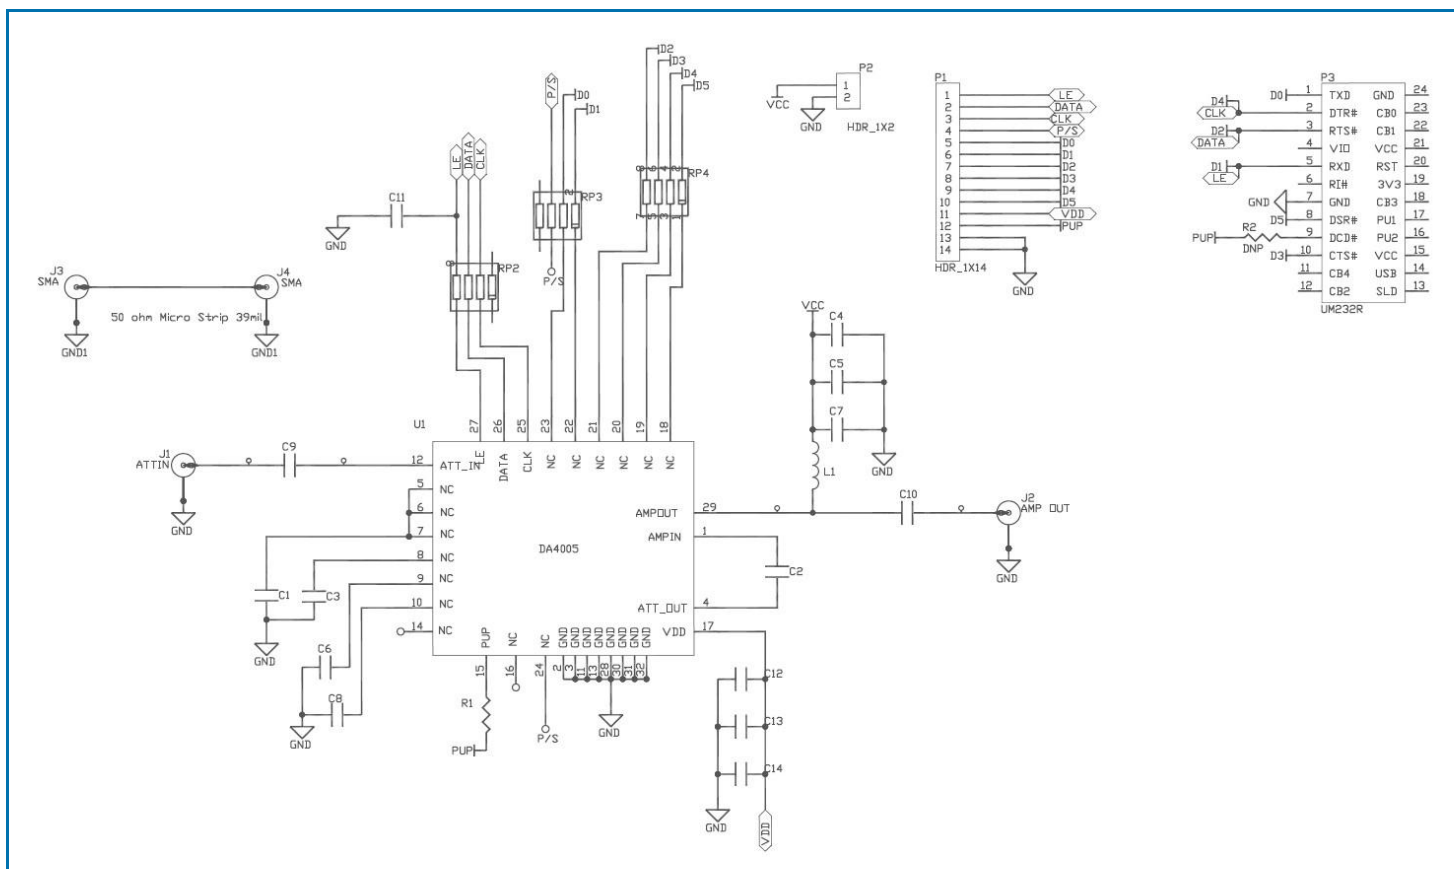 D2
D3
D4
D5
P/S
D0
D1
LE
DATA
CLK
8 6 4 2
RP4
7 5 3 1
2
RP3
P/S
8
RP2
C11
GND
P2
1
2
VCC
GND
HDR_1X2
P1
1 LE
2 DATA
3 CLK
4 P/S
5 D0
6 D1
7 D2
8 D3
9 D4
10 D5
11 VDD
12 PUP
13
14
HDR_1X14
GND
P3
D0 1 TXD GND 24
D4
CLK 2 DTR# CB0 23
D2 3 RTS# CB1 22
DATA
4 VIO VCC 21
D1 5 RXD RST 20
LE
6 RI# 3V3 19
GND 7 GND CB3 18
D5 8 DSR# PU1 17
PUP R2 9 DCD# PU2 16
DNP
D3 10 CTS# VCC 15
11 CB4 USB 14
12 CB2 SLD 13
UM232R
J3
SMA
J4
SMA
50 ohm Micro Strip 39mil
GND1
GND1
VCC
C4
C5
C7
GND
L1
U1
27 26 25 23 22 21 20 19 18
LE DATA CLK NC NC NC NC NC NC
J1
ATTIN
C9
GND
12 ATT_IN
5 NC
6 NC
7 NC
8 NC
9 NC
10 NC
14 NC
DA4005
AMPOUT 29
AMPIN 1
ATT_OUT 4
VDD 17
C10
J2
AMP OUT
GND
C2
C1
C3
GND
C6
C8
GND
PUP NC NC GND GND GND GND GND GND GND GND
15 16 24 2 3 11 13 28 30 31 32
R1
PUP
P/S
GND
C12
C13
C14
GND
VDD